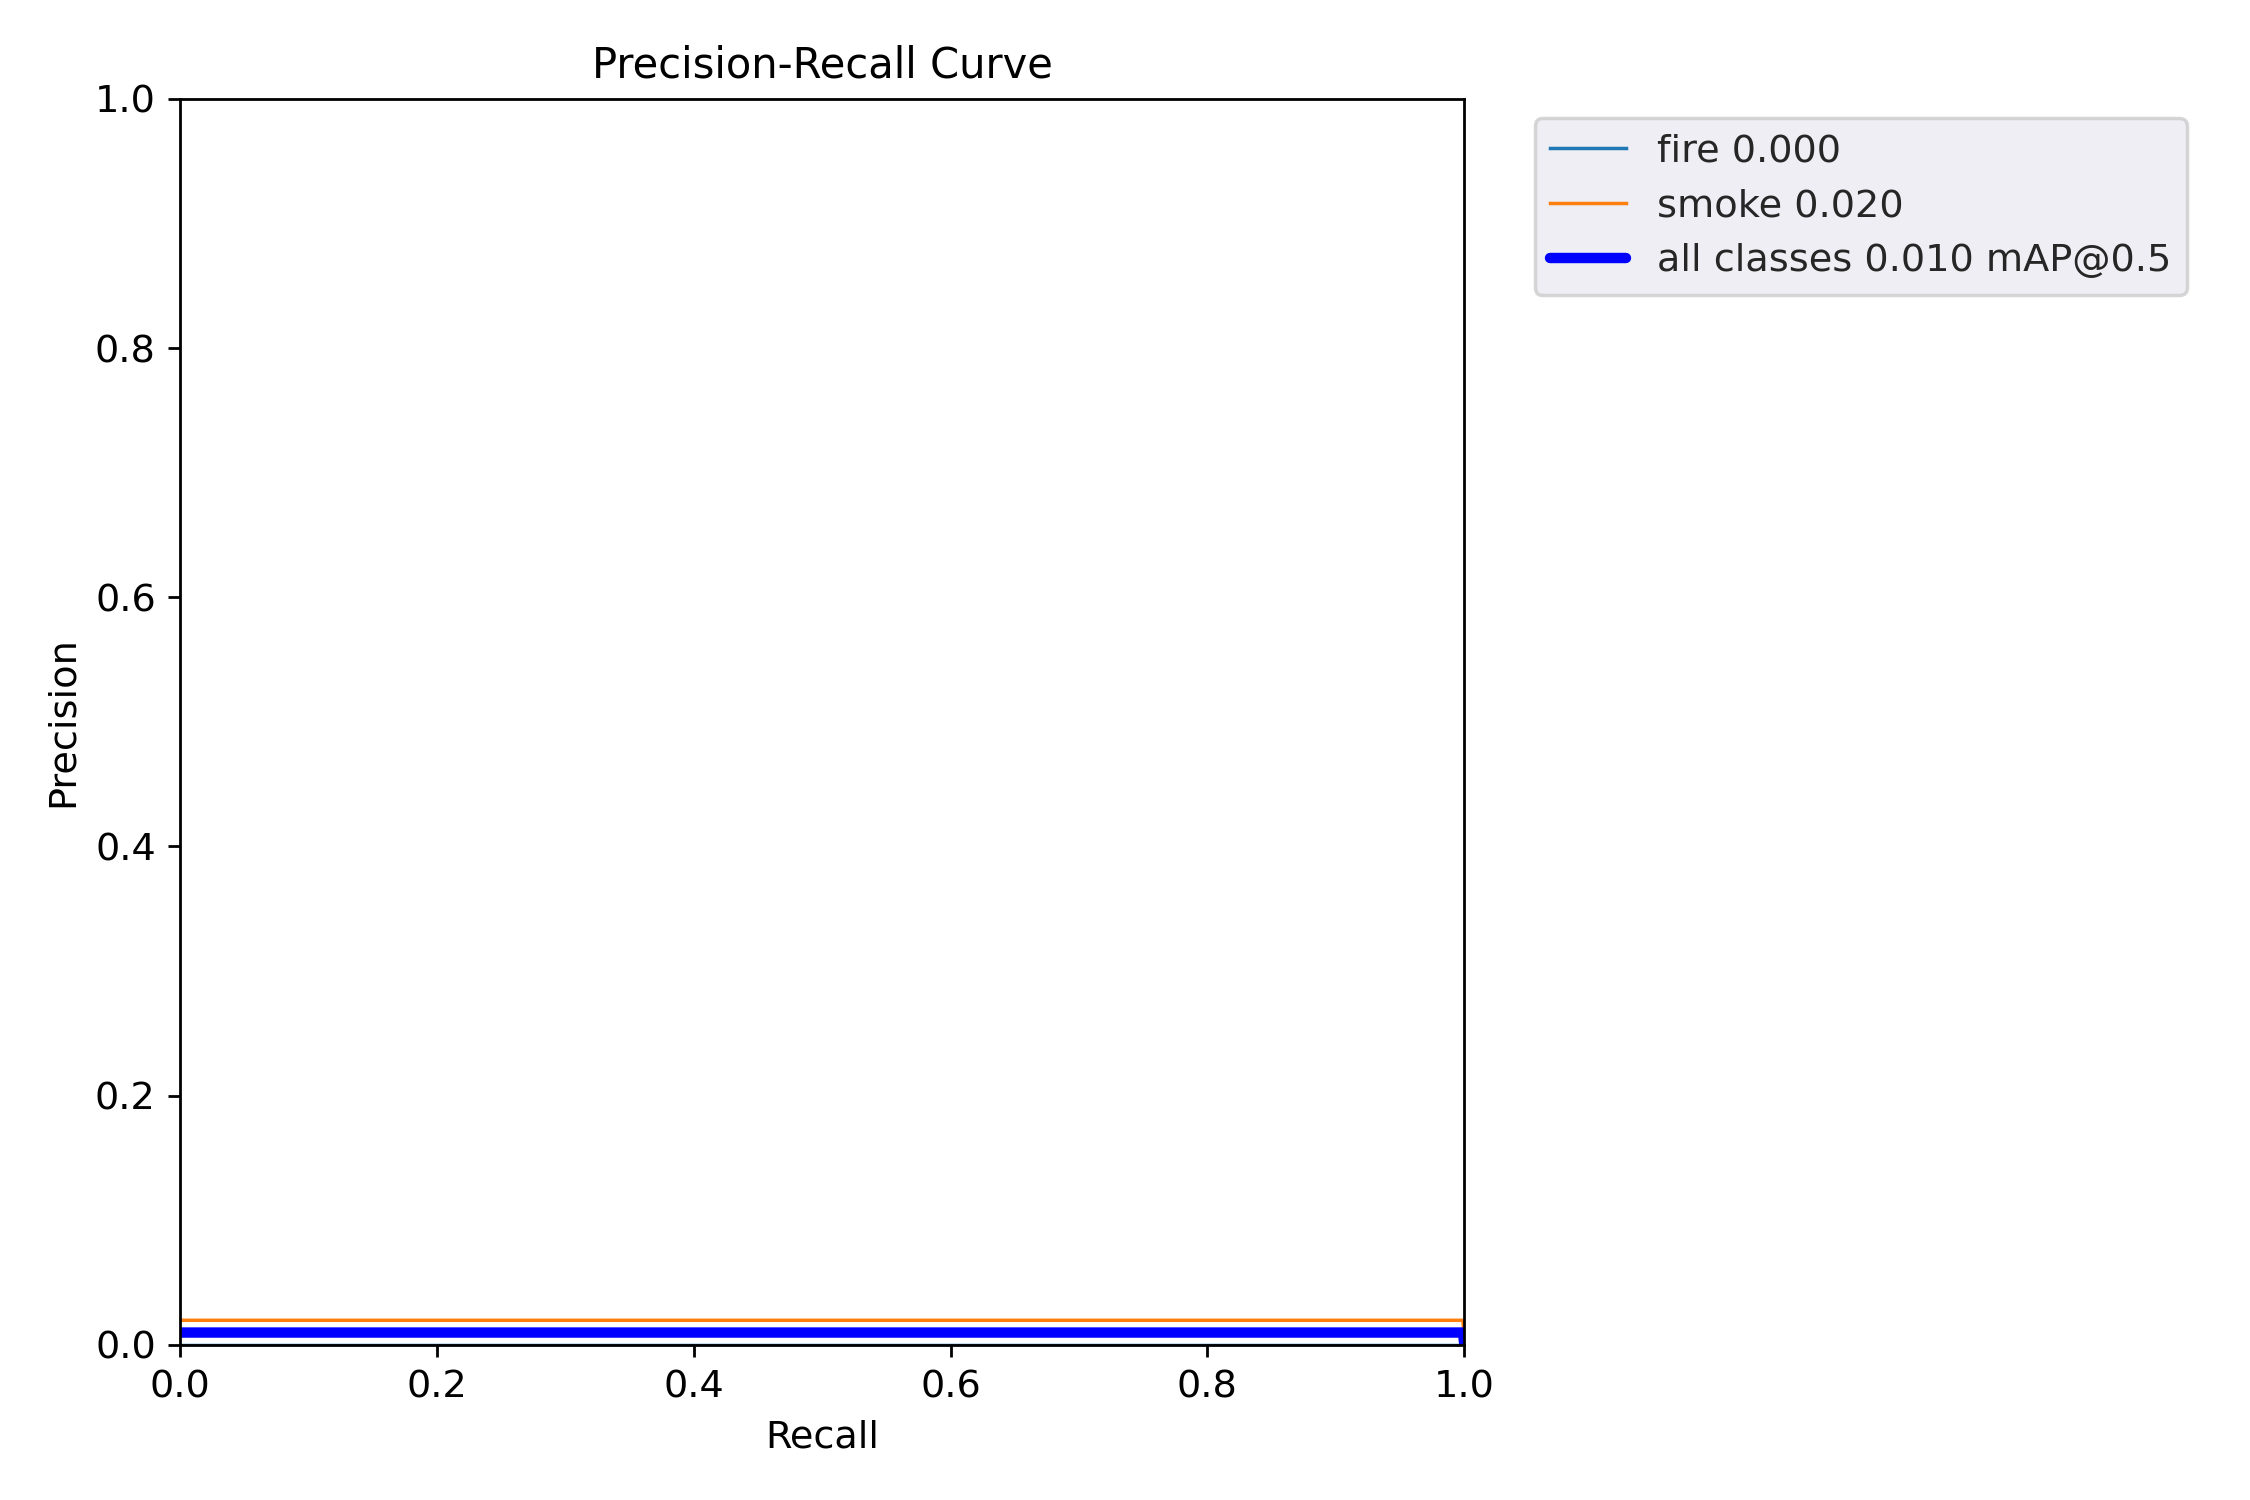 Precision-Recall Curve
1.0
0.8
0.6
0.4
0.2
0.0
Precision
0.0 0.2 0.4 0.6 0.8 1.0
Recall
fire 0.000
smoke 0.020
all classes 0.010 mAP@0.5